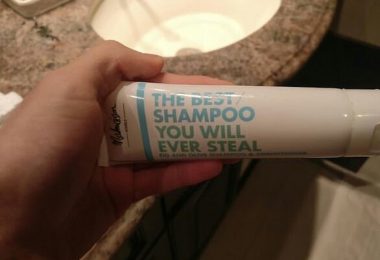 THE BEST
SHAMPOO
YOU WILL
EVER STEAL